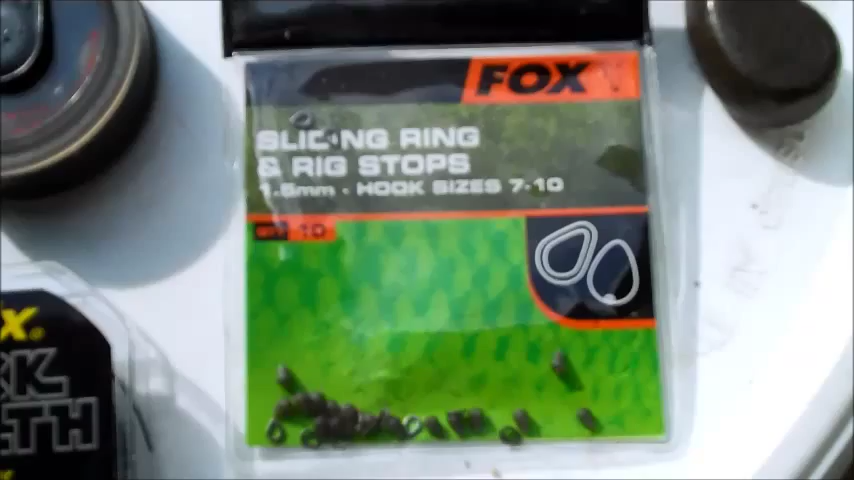 FOX
SLIDING RING
& RIG STOPS
1.5mm - HOOK SIZES 7-10
10